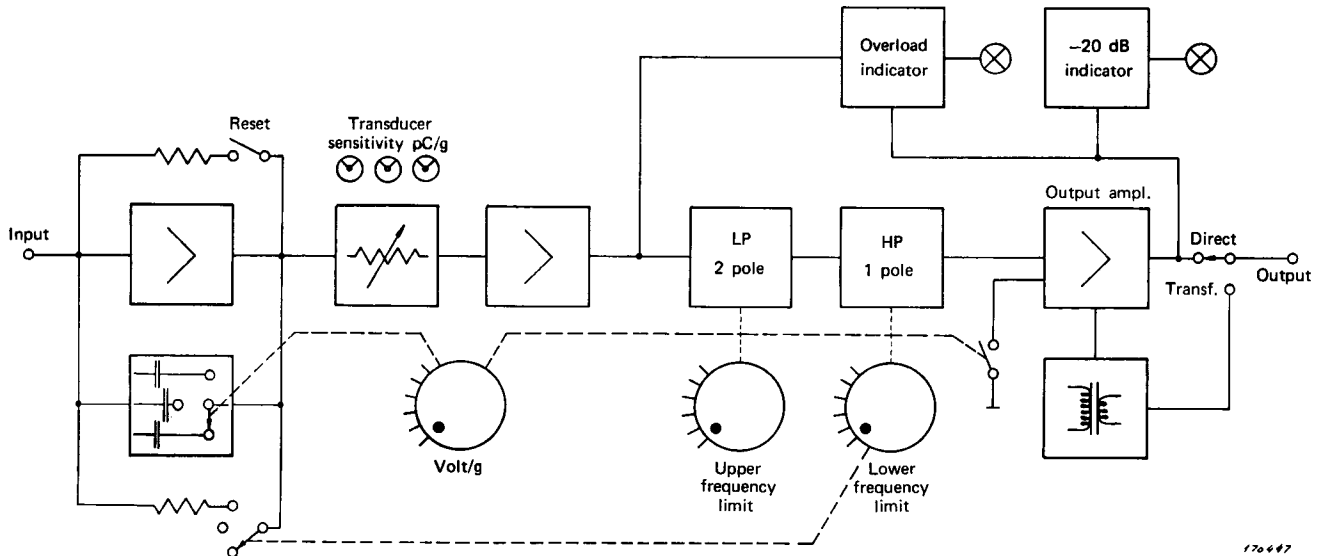 Overload
indicator
−20 dB
indicator
Reset
Transducer
sensitivity pC/g
Output ampl.
Input
LP
2 pole
HP
1 pole
Direct
Output
Transf.
Volt/g
Upper
frequency
limit
Lower
frequency
limit
170447